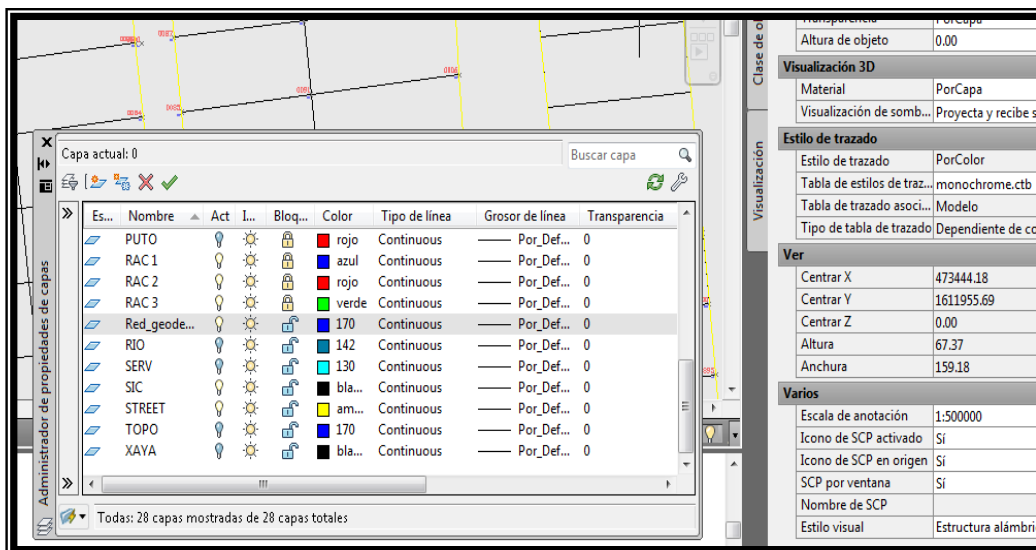 Capa actual: 0
Buscar capa
Es... Nombre Act I... Bloq... Color Tipo de línea Grosor de línea Transparencia
PUTO rojo Continuous Por_Def... 0
RAC 1 azul Continuous Por_Def... 0
RAC 2 rojo Continuous Por_Def... 0
RAC 3 verde Continuous Por_Def... 0
Red_geode... 170 Continuous Por_Def... 0
RIO 142 Continuous Por_Def... 0
SERV 130 Continuous Por_Def... 0
SIC bla... Continuous Por_Def... 0
STREET am... Continuous Por_Def... 0
TOPO 170 Continuous Por_Def... 0
XAYA bla... Continuous Por_Def... 0
Todas: 28 capas mostradas de 28 capas totales
Administrador de propiedades de capas
Clase de
Visualización
Transparencia PorCapa
Altura de objeto 0.00
Visualización 3D
Material PorCapa
Visualización de somb... Proyecta y recibe
Estilo de trazado
Estilo de trazado PorColor
Tabla de estilos de traz... monochrome.ctb
Tabla de trazado asoci... Modelo
Tipo de tabla de trazado Dependiente de
Ver
Centrar X 473444.18
Centrar Y 1611955.69
Centrar Z 0.00
Altura 67.37
Anchura 159.18
Varios
Escala de anotación 1:500000
Icono de SCP activado Sí
Icono de SCP en origen Sí
SCP por ventana Sí
Nombre de SCP
Estilo visual Estructura